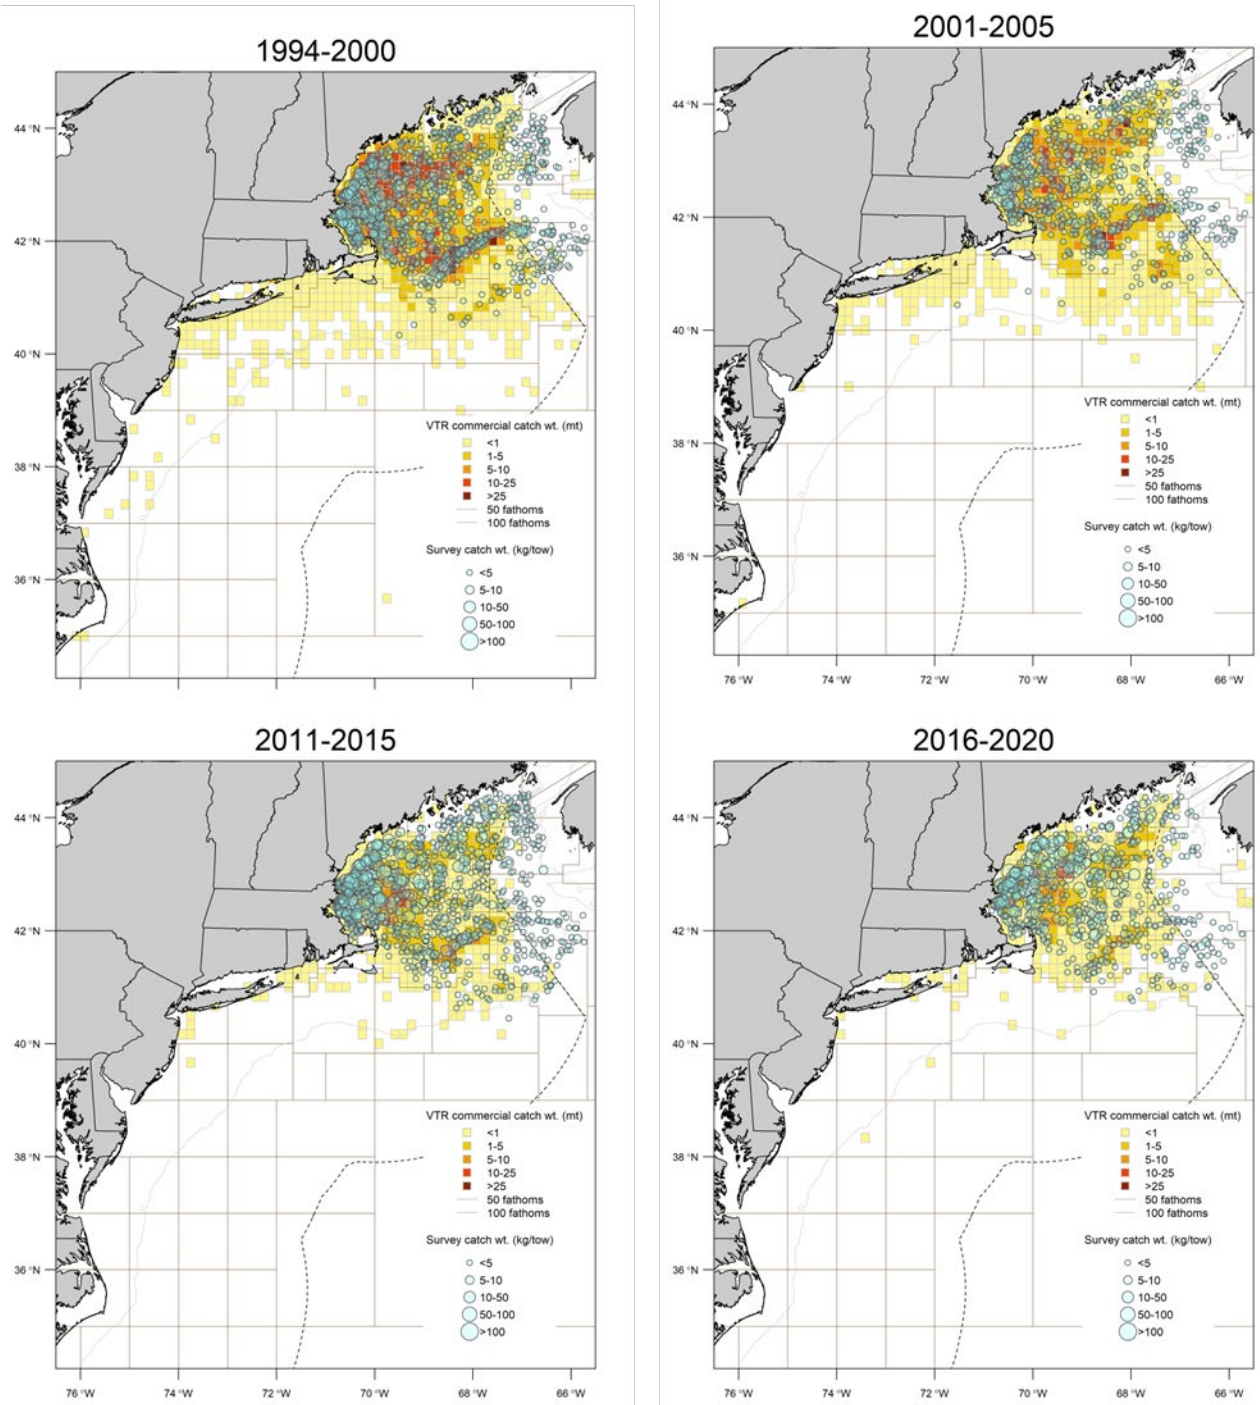 1994-2000
44 °N
42 °N
40 °N
38 °N
36 °N
VTR commercial catch wt. (mt)
<1
1-5
5-10
10-25
>25
50 fathoms
100 fathoms
Survey catch wt. (kg/tow)
<5
5-10
10-50
50-100
>100
2001-2005
44 °N
42 °N
40 °N
38 °N
36 °N
VTR commercial catch wt. (mt)
<1
1-5
5-10
10-25
>25
50 fathoms
100 fathoms
Survey catch wt. (kg/tow)
<5
5-10
10-50
50-100
>100
76 °W 74 °W 72 °W 70 °W 68 °W 66 °W
2011-2015
44 °N
42 °N
40 °N
38 °N
36 °N
VTR commercial catch wt. (mt)
<1
1-5
5-10
10-25
>25
50 fathoms
100 fathoms
Survey catch wt. (kg/tow)
<5
5-10
10-50
50-100
>100
76 °W 74 °W 72 °W 70 °W 68 °W 66 °W
2016-2020
44 °N
42 °N
40 °N
38 °N
36 °N
VTR commercial catch wt. (mt)
<1
1-5
5-10
10-25
>25
50 fathoms
100 fathoms
Survey catch wt. (kg/tow)
<5
5-10
10-50
50-100
>100
76 °W 74 °W 72 °W 70 °W 68 °W 66 °W